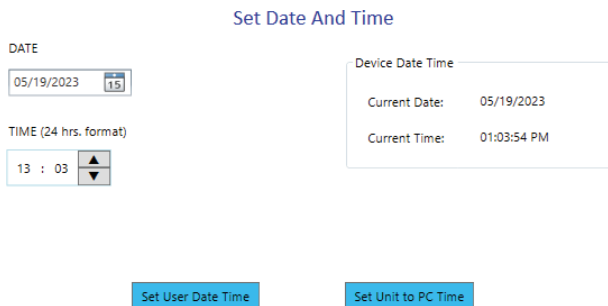 Set Date And Time
DATE
05/19/2023
15
TIME (24 hrs. format)
13 : 03
Device Date Time
Current Date: 05/19/2023
Current Time: 01:03:54 PM
Set User Date Time
Set Unit to PC Time